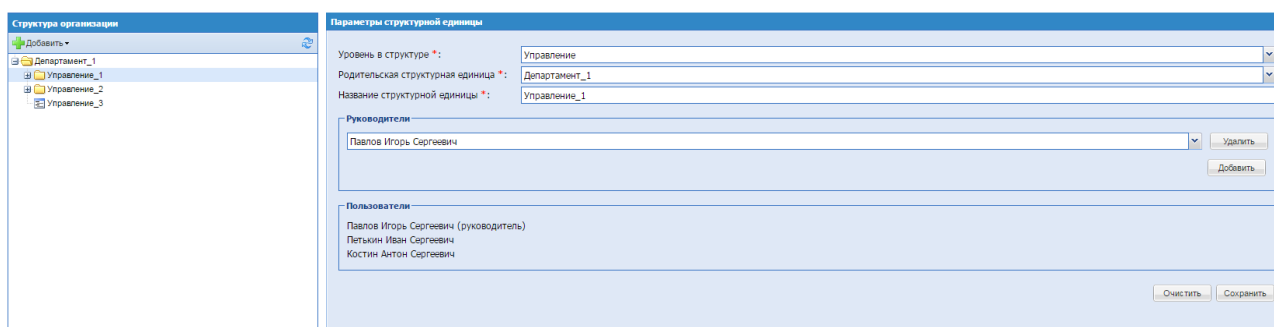 Структура организации
Добавить
Департамент_1
Управление_1
Управление_2
Управление_3
Параметры структурной единицы
Уровень в структуре *: Управление
Родительская структурная единица *: Департамент_1
Название структурной единицы *: Управление_1
Руководители
Павлов Игорь Сергеевич Удалить
Добавить
Пользователи
Павлов Игорь Сергеевич (руководитель)
Петькин Иван Сергеевич
Костин Антон Сергеевич
Очистить Сохранить